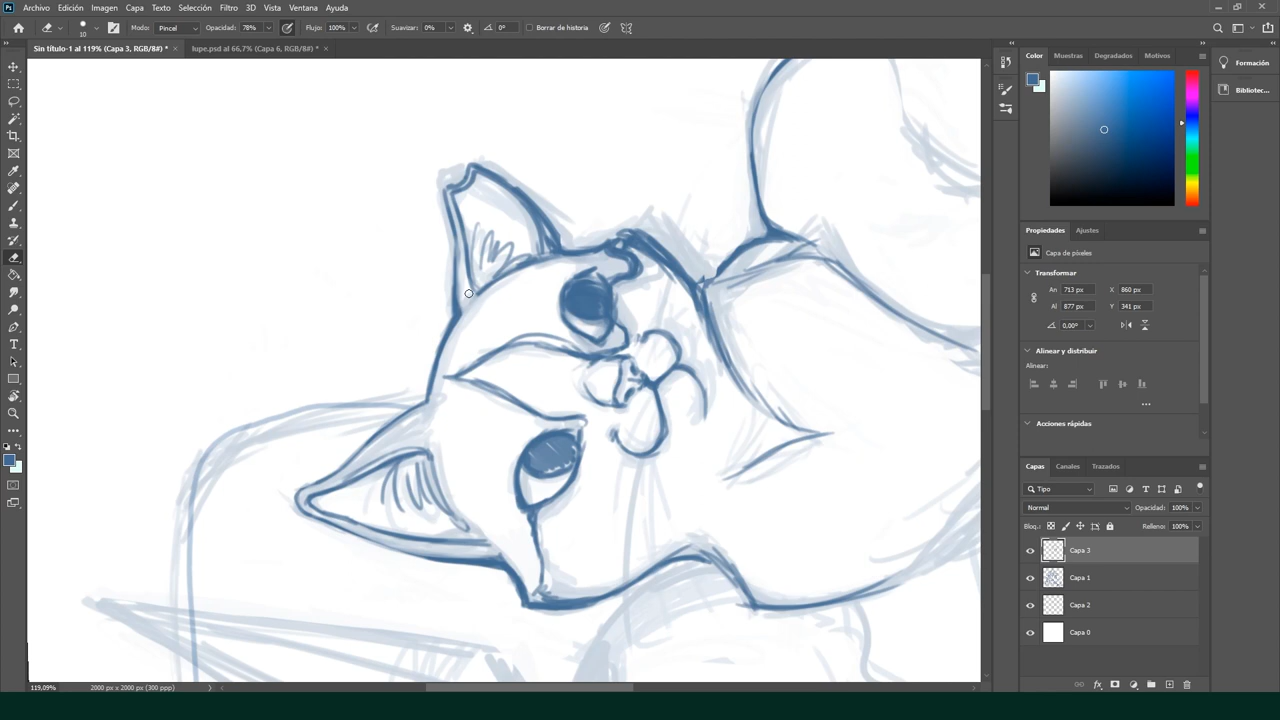 Archivo Edición Imagen Capa Texto Selección Filtro 3D Vista Ventana Ayuda
10 Modo: Pincel Opacidad: 78% Flujo: 100% Suavizar: 0% 0° Borrar de historia
Sin título-1 al 119% (Capa 3, RGB/8#) * × lupe.psd al 66,7% (Capa 6, RGB/8#) * ×
Color Muestras Degradados Motivos
Formación
Bibliotec...
Propiedades Ajustes
Capa de píxeles
Transformar
An 713 px X 860 px
Al 877 px Y 341 px
0,00°
Alinear y distribuir
Alinear:
Acciones rápidas
Capas Canales Trazados
Tipo
Normal Opacidad: 100%
Bloq.: Relleno: 100%
Capa 3
Capa 1
Capa 2
Capa 0
119,09% 2000 px x 2000 px (300 ppp)